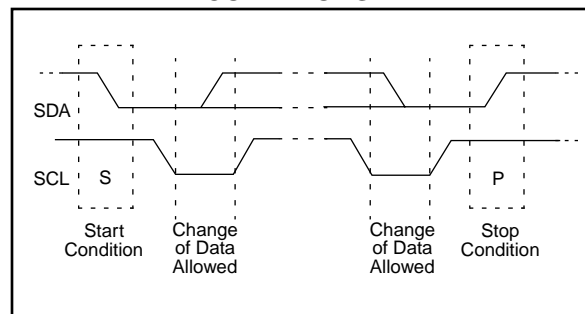 SDA
SCL
S
P
Start
Condition
Change
of Data
Allowed
Change
of Data
Allowed
Stop
Condition